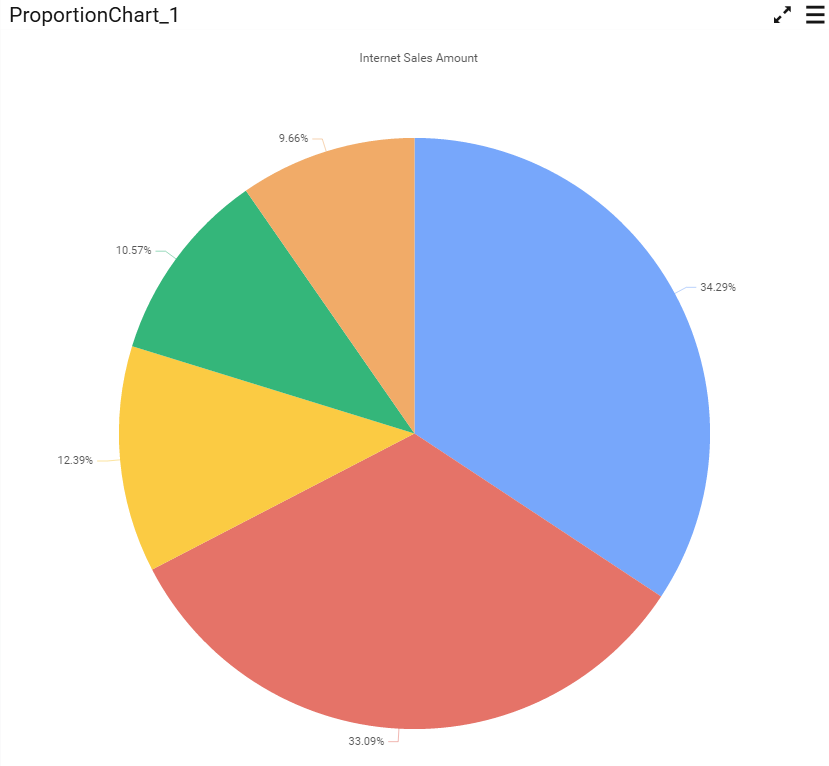 ProportionChart_1
Internet Sales Amount
9.66%
10.57%
34.29%
12.39%
33.09%